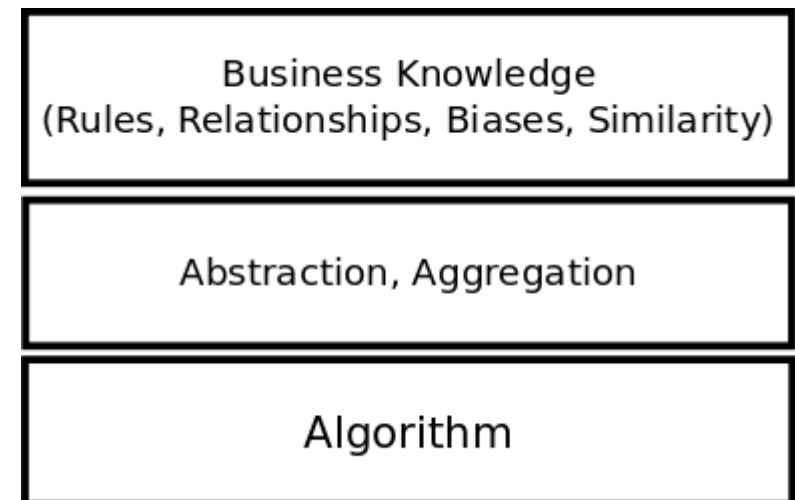 Business Knowledge
(Rules, Relationships, Biases, Similarity)
Abstraction, Aggregation
Algorithm